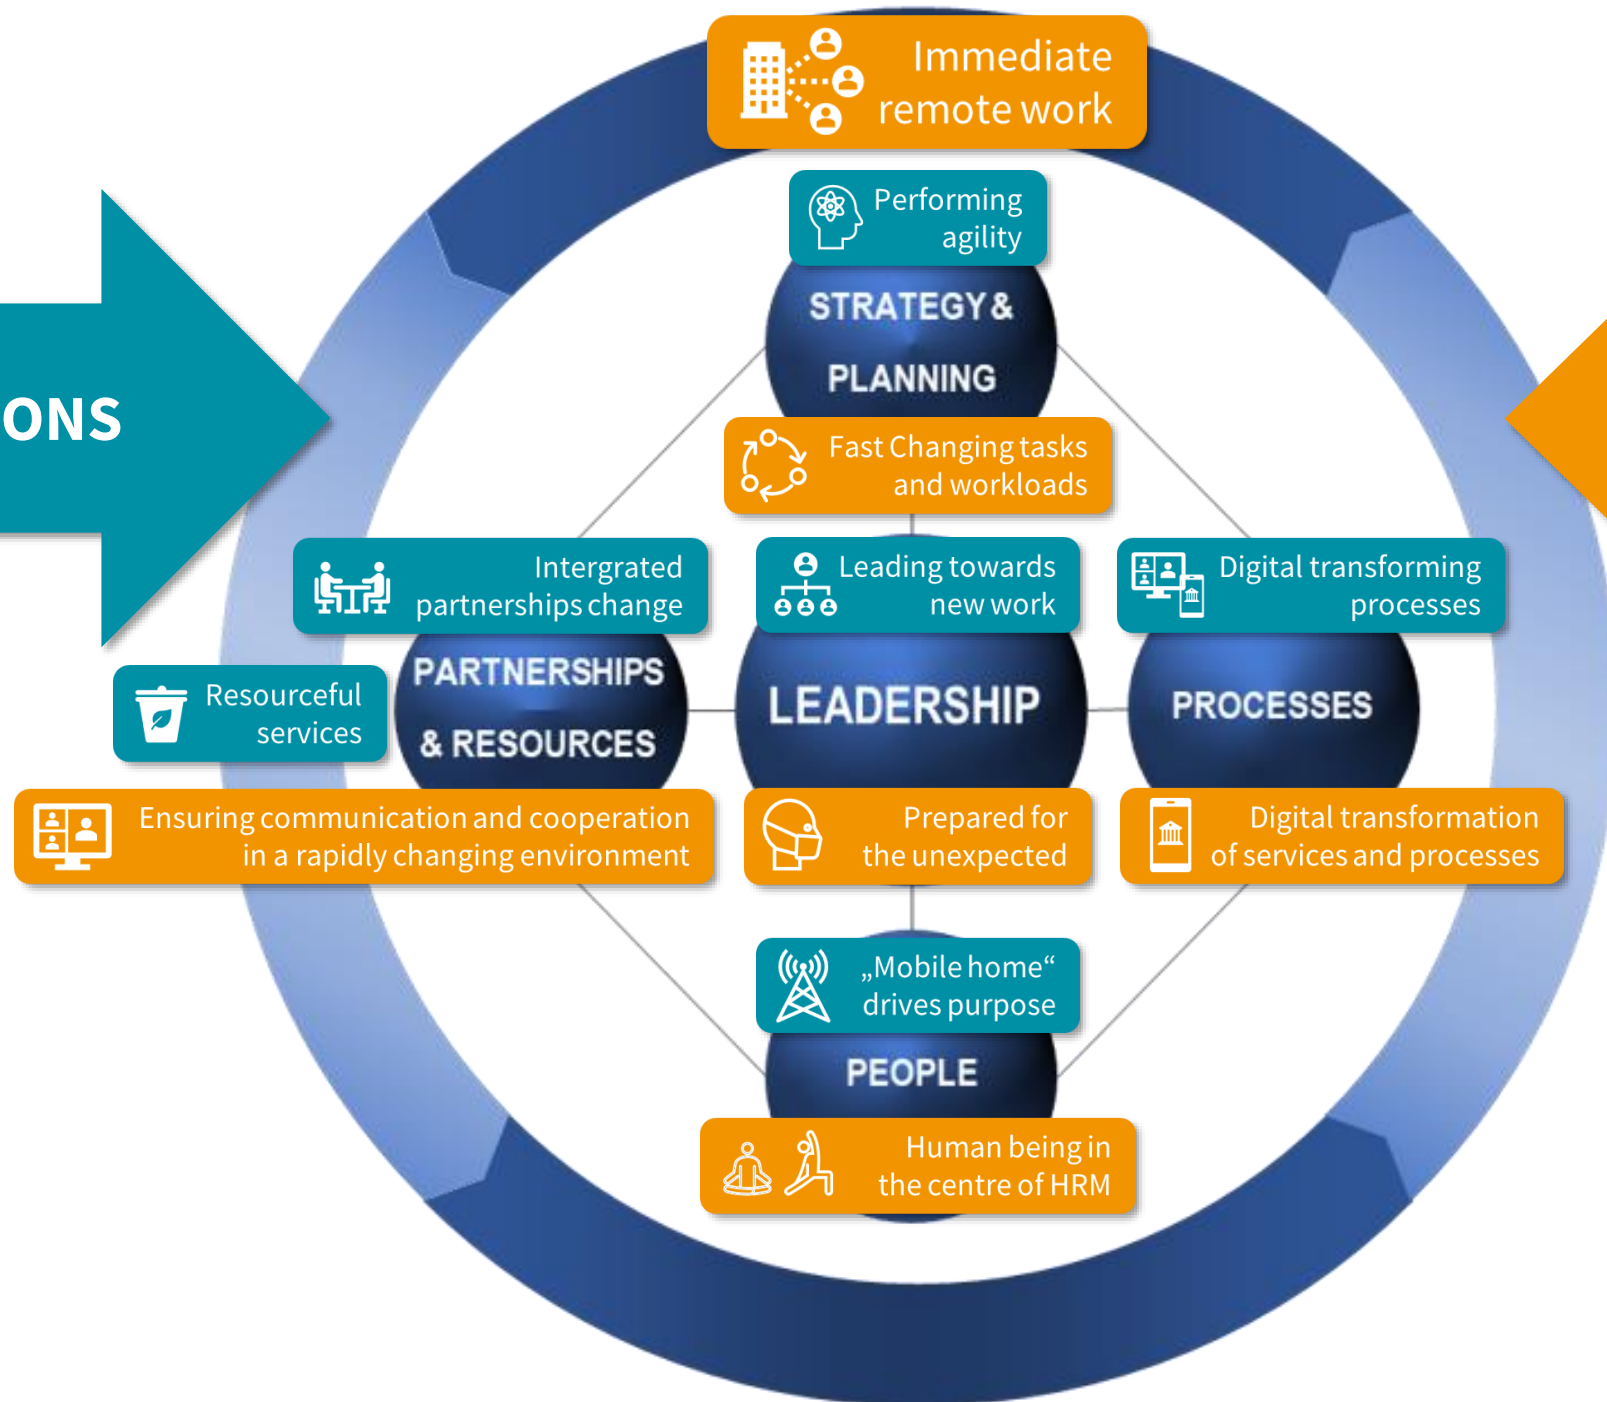 Immediate
remote work
Performing
agility
STRATEGY &
PLANNING
ONS
Fast Changing tasks
and workloads
Intergrated
partnerships change
Leading towards
new work
Digital transforming
processes
PARTNERSHIPS
& RESOURCES
Resourceful
services
LEADERSHIP
PROCESSES
Ensuring communication and cooperation
in a rapidly changing environment
Prepared for
the unexpected
Digital transformation
of services and processes
„Mobile home“
drives purpose
PEOPLE
Human being in
the centre of HRM